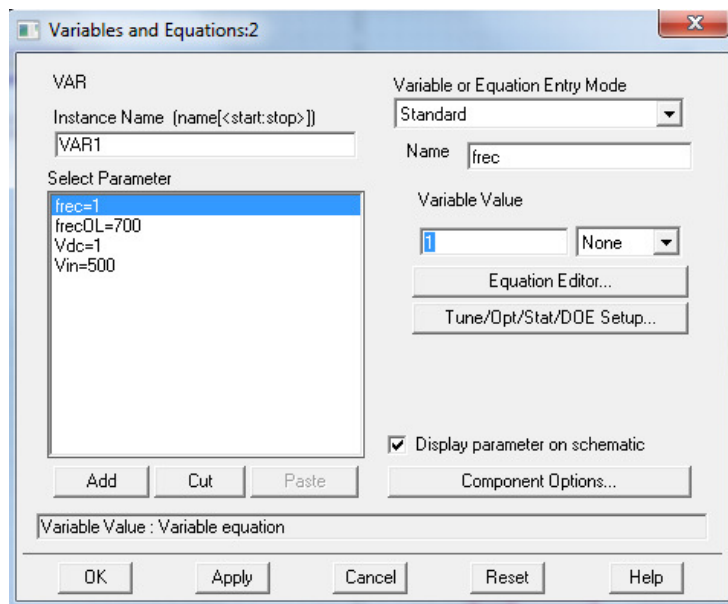 Variables and Equations:2
VAR
Instance Name (name[<start:stop>])
VAR1
Select Parameter
frec=1
frecOL=700
Vdc=1
Vin=500
Add
Cut
Paste
Variable or Equation Entry Mode
Standard
Name
frec
Variable Value
1
None
Equation Editor...
Tune/Opt/Stat/DOE Setup...
Display parameter on schematic
Component Options...
Variable Value : Variable equation
OK
Apply
Cancel
Reset
Help